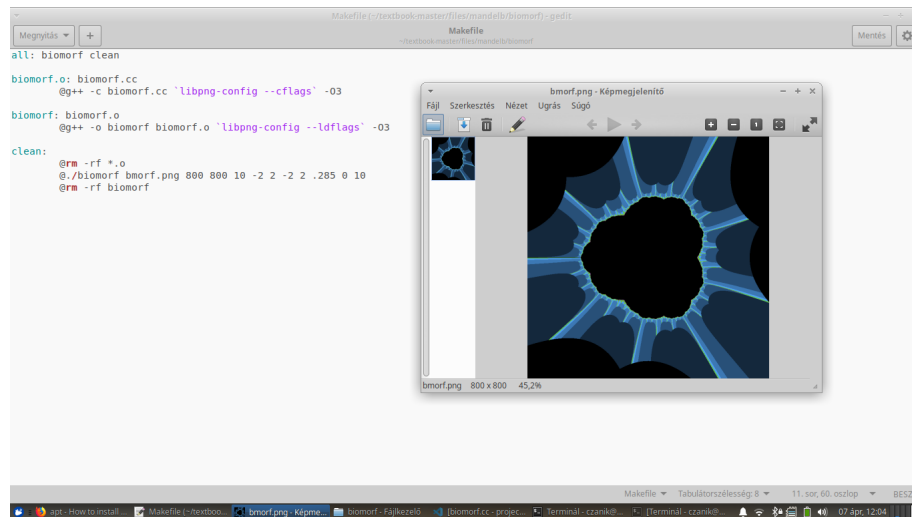 Makefile (~/textbook-master/files/mandelb/biomorf) - gedit
Megnyitás
Makefile
~/textbook-master/files/mandelb/biomorf
Mentés
all: biomorf clean
biomorf.o: biomorf.cc
@g++ -c biomorf.cc `libpng-config --cflags` -O3
biomorf: biomorf.o
@g++ -o biomorf biomorf.o `libpng-config --ldflags` -O3
clean:
@rm -rf *.o
@./biomorf bmorf.png 800 800 10 -2 2 -2 2 .285 0 10
@rm -rf biomorf
bmorf.png - Képmegjelenítő
Fájl Szerkesztés Nézet Ugrás Súgó
bmorf.png 800 x 800 45,2%
Makefile Tabulátorszélesség: 8 11. sor, 60. oszlop BESZ
apt - How to install ... Makefile (~/textboo... bmorf.png - Képme... biomorf - Fájlkezelő [biomorf.cc - projec... Terminál - czanik@... [Terminál - czanik@... 07 ápr, 12:04